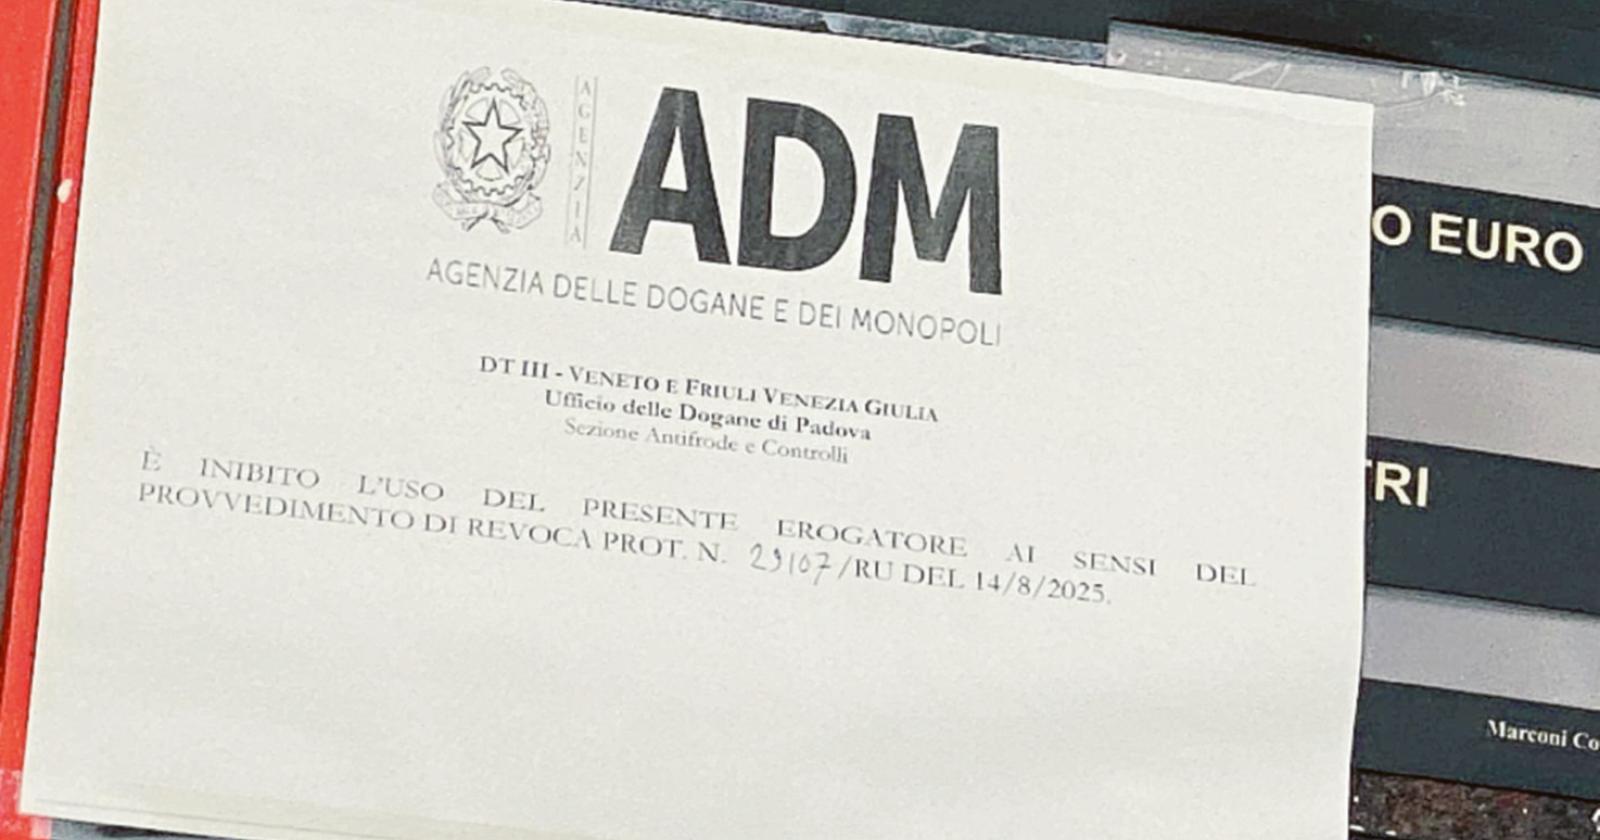 AGENZIA
ADM
AGENZIA DELLE DOGANE E DEI MONOPOLI
DT III - VENETO E FRIULI VENEZIA GIULIA
Ufficio delle Dogane di Padova
Sezione Antifrode e Controlli
È INIBITO L'USO DEL PRESENTE EROGATORE AI SENSI DEL
PROVVEDIMENTO DI REVOCA PROT. N. 29107/RU DEL 14/8/2025.
O EURO
TRI
Marconi Co